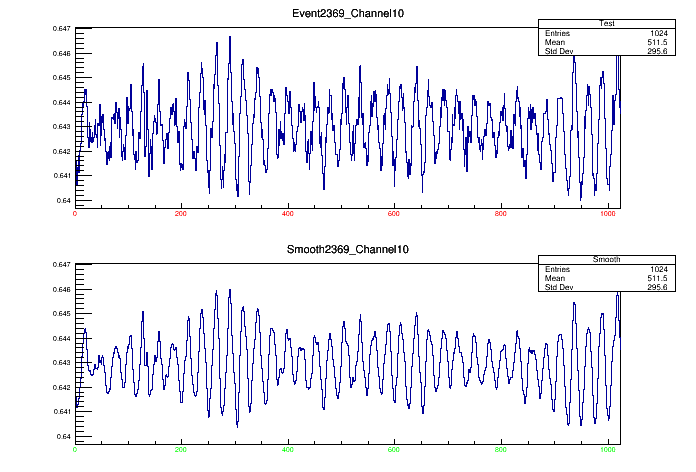 Event2369_Channel10
Test
Entries 1024
Mean 511.5
Std Dev 295.6
0.647
0.646
0.645
0.644
0.643
0.642
0.641
0.64
0 200 400 600 800 1000
Smooth2369_Channel10
Smooth
Entries 1024
Mean 511.5
Std Dev 295.6
0.647
0.646
0.645
0.644
0.643
0.642
0.641
0.64
0 200 400 600 800 1000